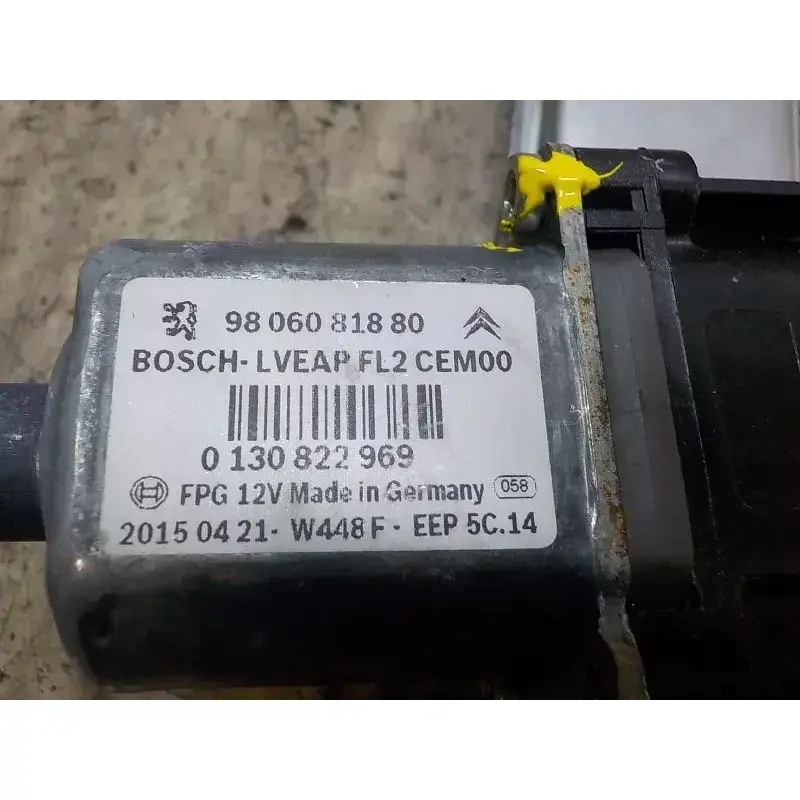 98 060 818 80
BOSCH-LVEAP FL2 CEM00
0 130 822 969
FPG 12V Made in Germany 058
2015 04 21- W448 F - EEP 5C.14